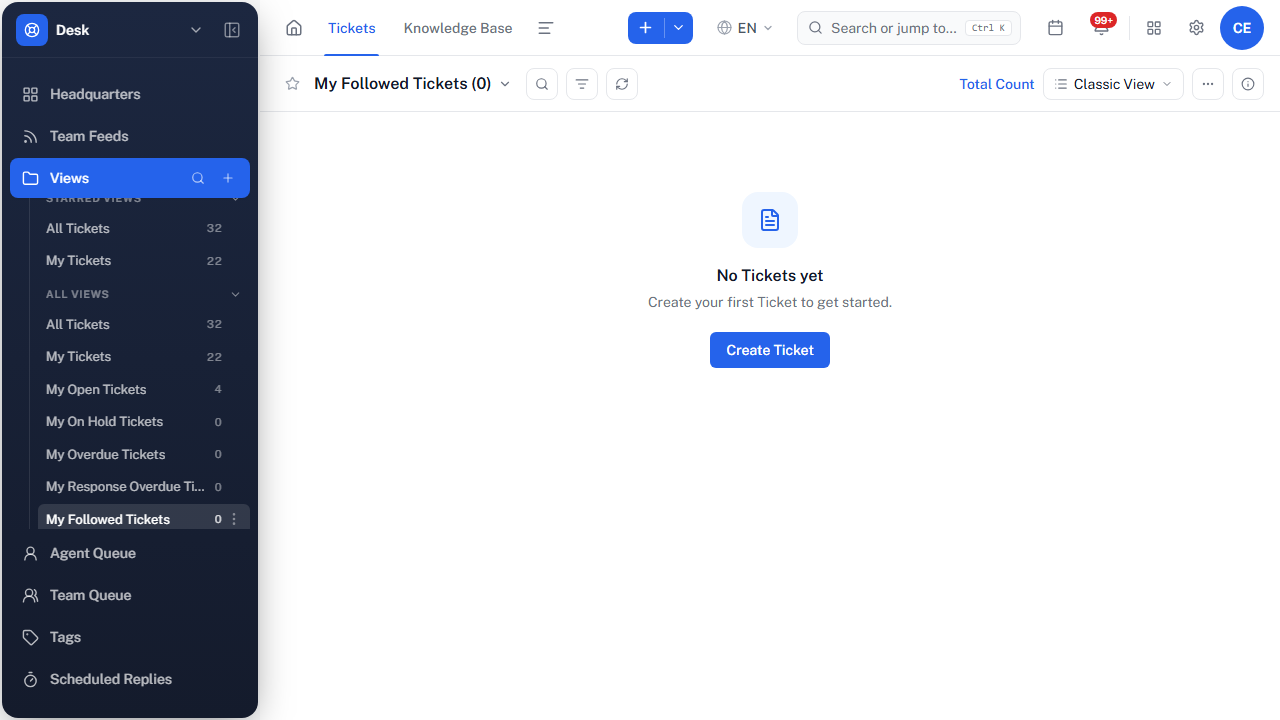 Desk
Tickets
Knowledge Base
EN
Search or jump to...
Ctrl K
99+
CE
Headquarters
Team Feeds
Views
STARRED VIEWS
All Tickets 32
My Tickets 22
ALL VIEWS
All Tickets 32
My Tickets 22
My Open Tickets 4
My On Hold Tickets 0
My Overdue Tickets 0
My Response Overdue Ti... 0
My Followed Tickets 0
Agent Queue
Team Queue
Tags
Scheduled Replies
My Followed Tickets (0)
Total Count
Classic View
No Tickets yet
Create your first Ticket to get started.
Create Ticket